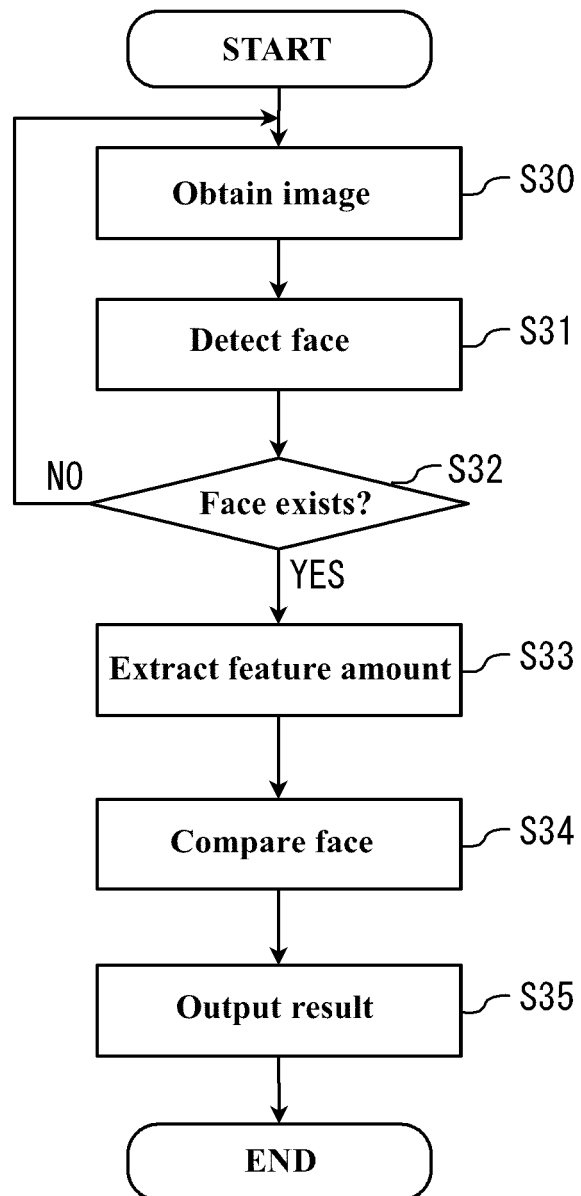 START
Obtain image
S30
Detect face
S31
NO
Face exists?
S32
YES
Extract feature amount
S33
Compare face
S34
Output result
S35
END